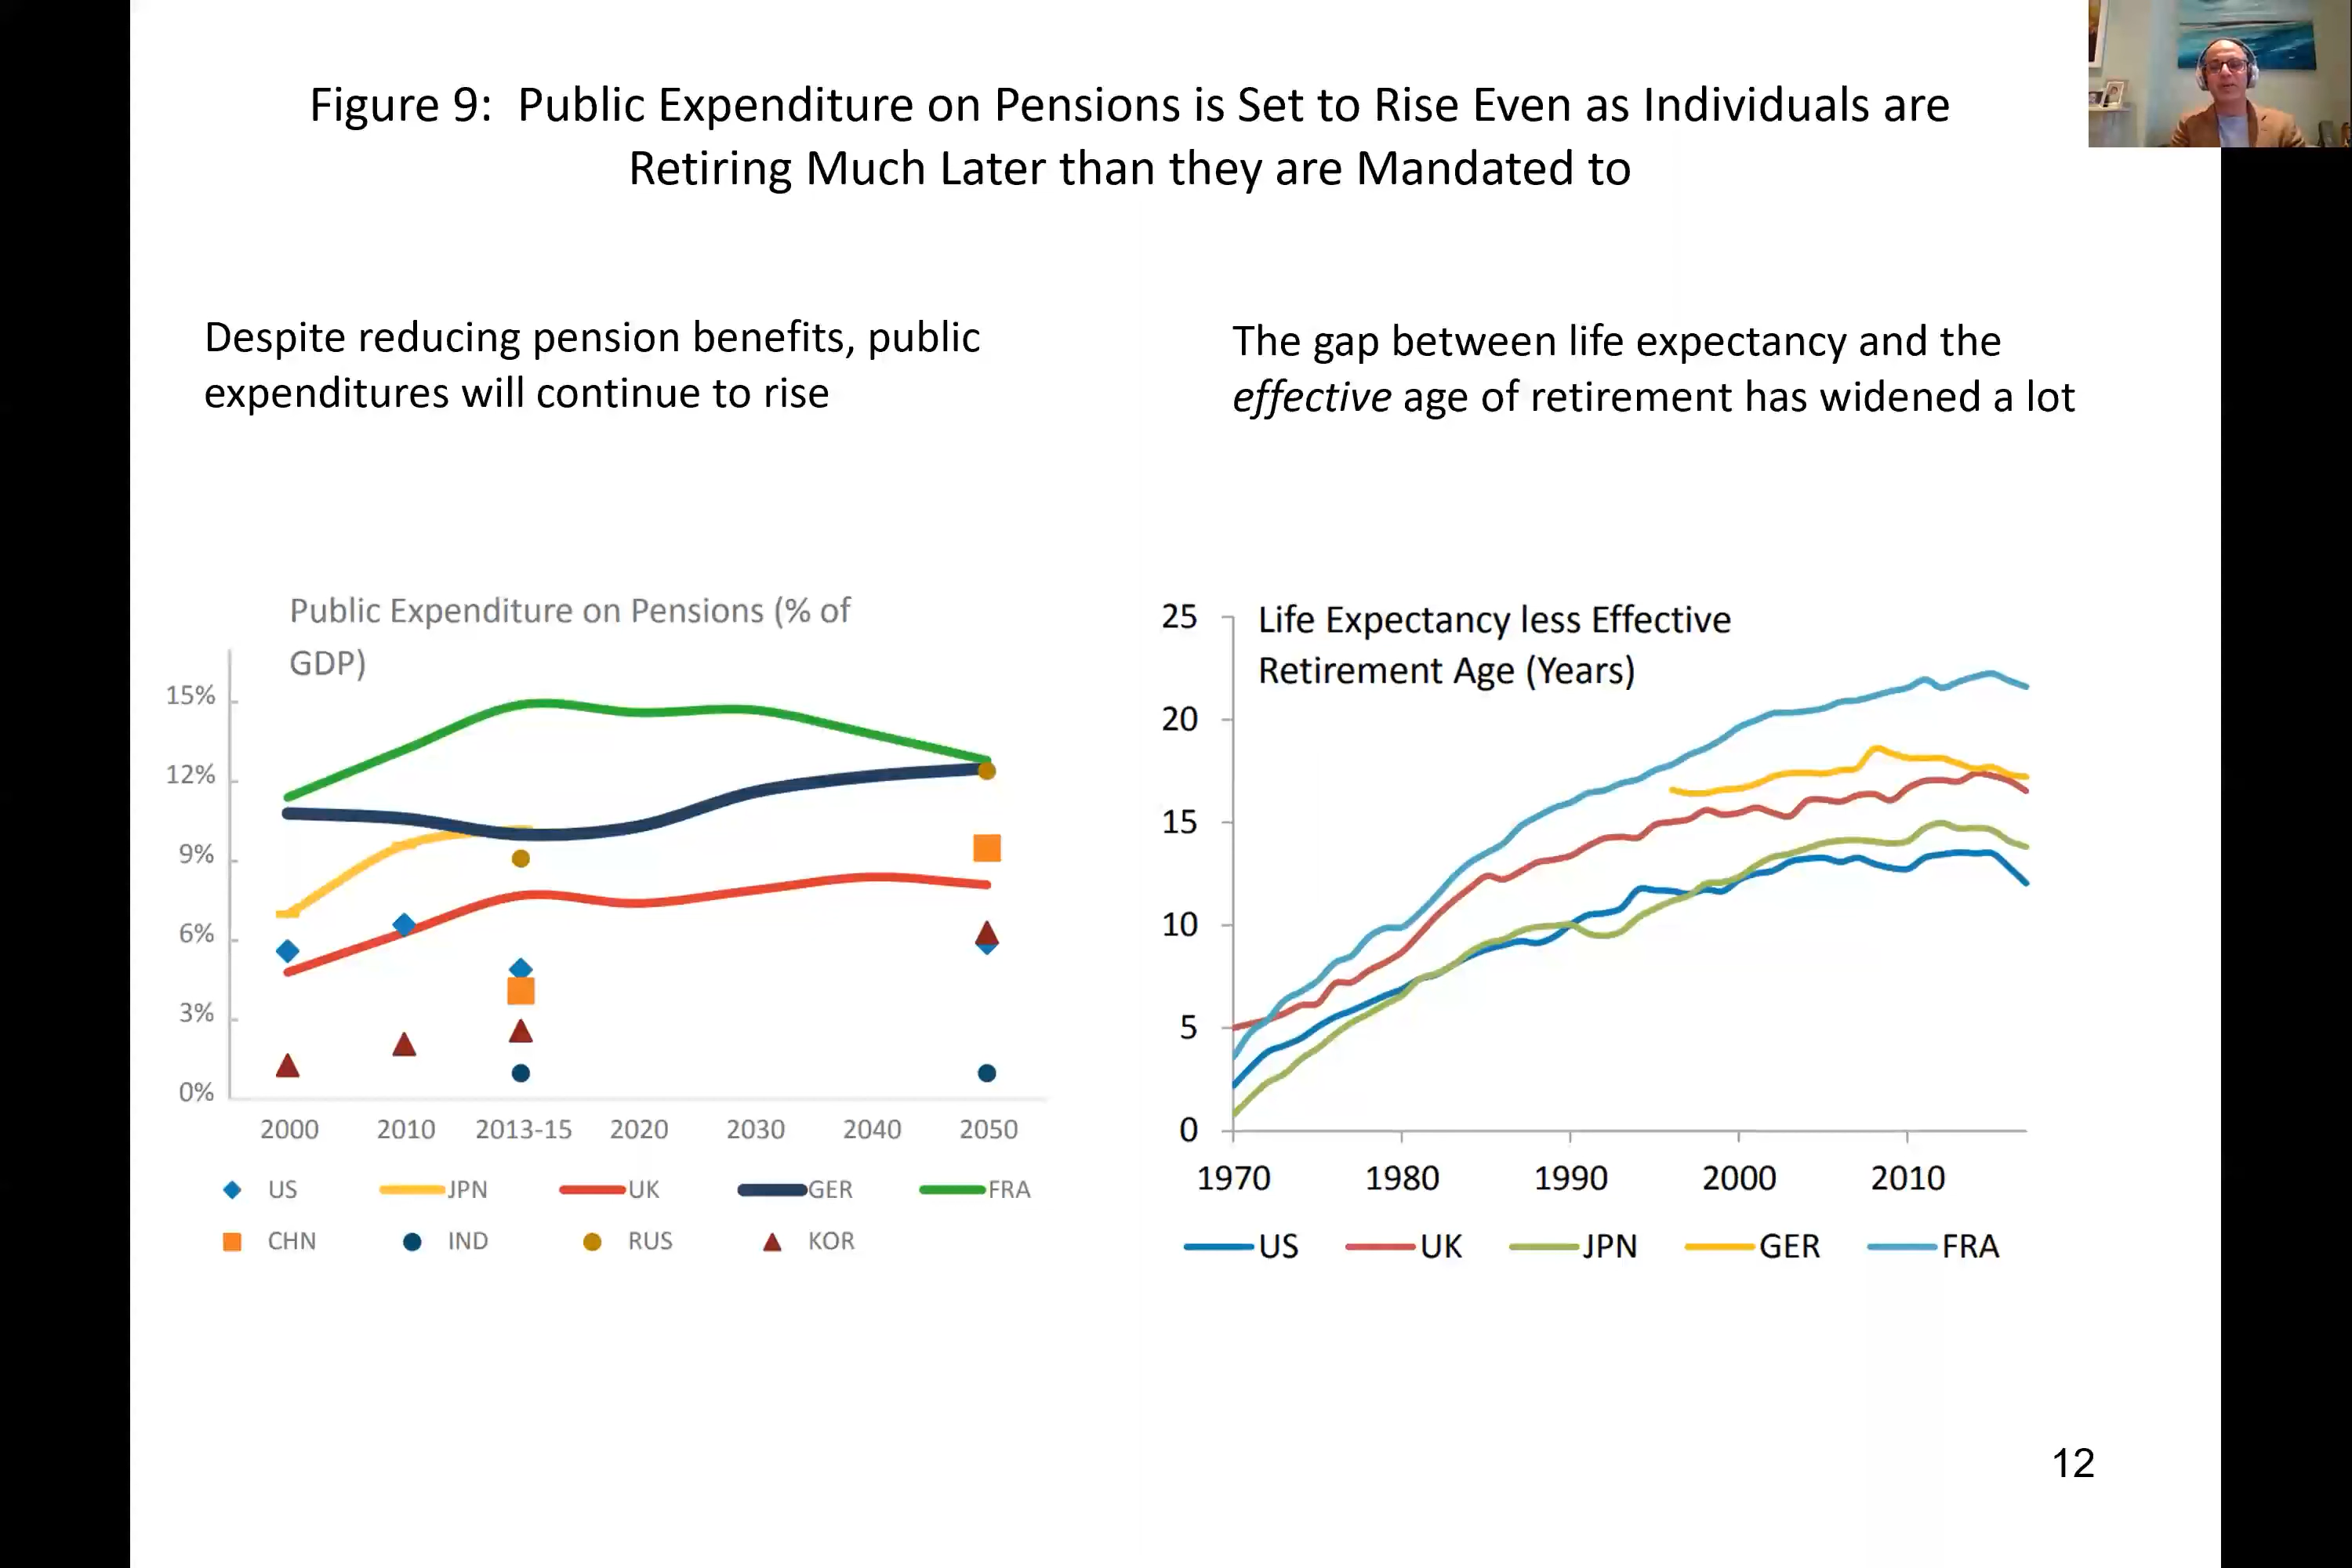 Figure 9: Public Expenditure on Pensions is Set to Rise Even as Individuals are
Retiring Much Later than they are Mandated to
Despite reducing pension benefits, public
expenditures will continue to rise
The gap between life expectancy and the
effective age of retirement has widened a lot
Public Expenditure on Pensions (% of
GDP)
15%
12%
9%
6%
3%
0%
2000 2010 2013-15 2020 2030 2040 2050
US JPN UK GER FRA
CHN IND RUS KOR
Life Expectancy less Effective
Retirement Age (Years)
25
20
15
10
5
0
1970 1980 1990 2000 2010
US UK JPN GER FRA
12